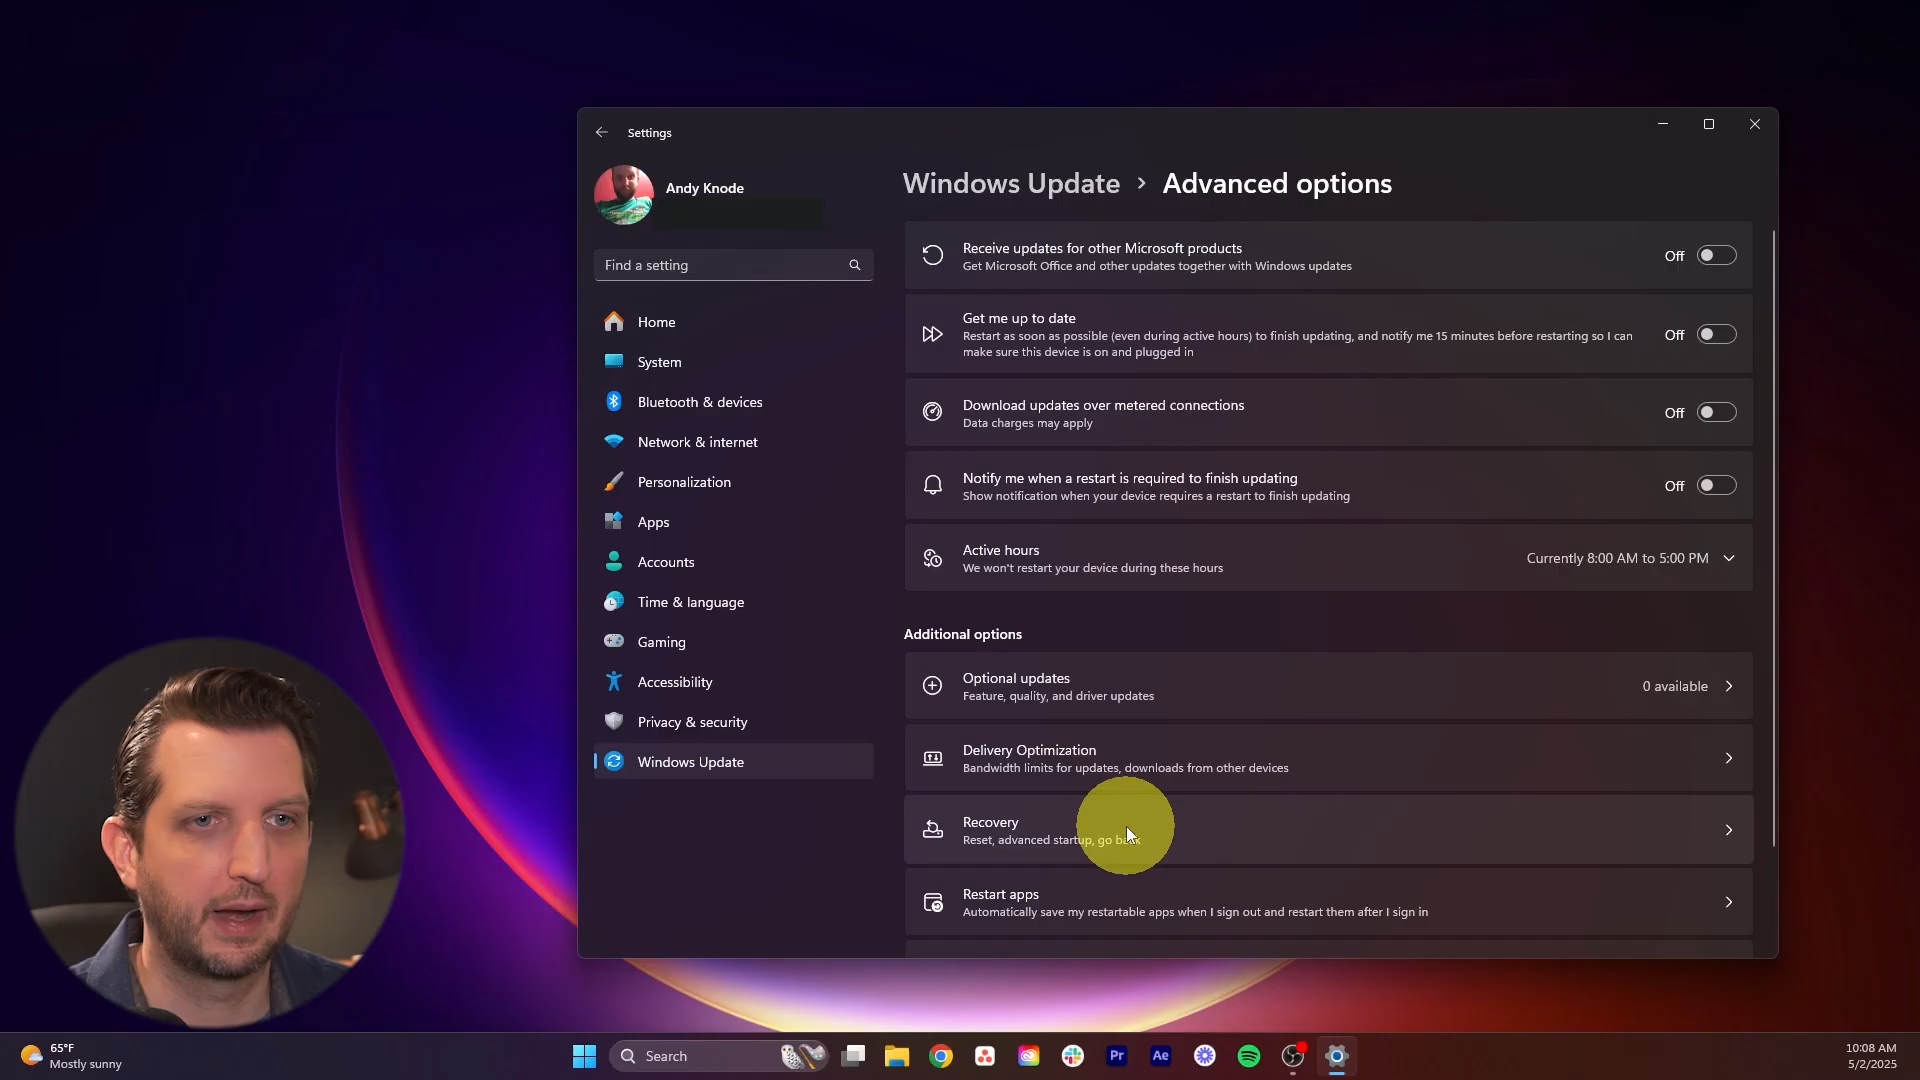 Settings
Andy Knode
Find a setting
Home
System
Bluetooth & devices
Network & internet
Personalization
Apps
Accounts
Time & language
Gaming
Accessibility
Privacy & security
Windows Update
Windows Update > Advanced options
Receive updates for other Microsoft products
Get Microsoft Office and other updates together with Windows updates
Off
Get me up to date
Restart as soon as possible (even during active hours) to finish updating, and notify me 15 minutes before restarting so I can
make sure this device is on and plugged in
Off
Download updates over metered connections
Data charges may apply
Off
Notify me when a restart is required to finish updating
Show notification when your device requires a restart to finish updating
Off
Active hours
We won't restart your device during these hours
Currently 8:00 AM to 5:00 PM
Additional options
Optional updates
Feature, quality, and driver updates
0 available
Delivery Optimization
Bandwidth limits for updates, downloads from other devices
Recovery
Reset, advanced startup, go back
Restart apps
Automatically save my restartable apps when I sign out and restart them after I sign in
65°F
Mostly sunny
Search
Pr
Ae
10:08 AM
5/2/2025